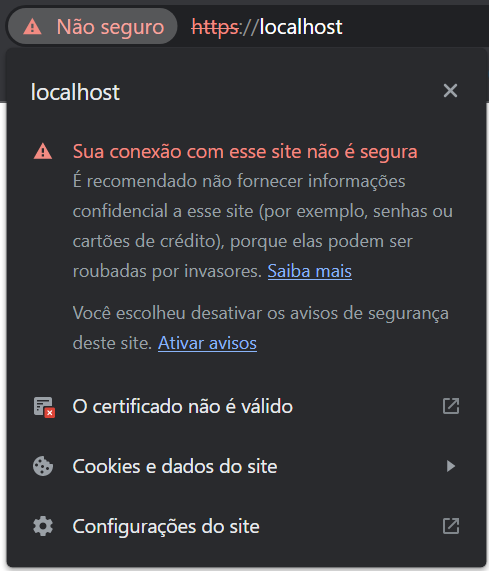 Não seguro https://localhost
localhost
Sua conexão com esse site não é segura
É recomendado não fornecer informações
confidencial a esse site (por exemplo, senhas ou
cartões de crédito), porque elas podem ser
roubadas por invasores. Saiba mais
Você escolheu desativar os avisos de segurança
deste site. Ativar avisos
O certificado não é válido
Cookies e dados do site
Configurações do site